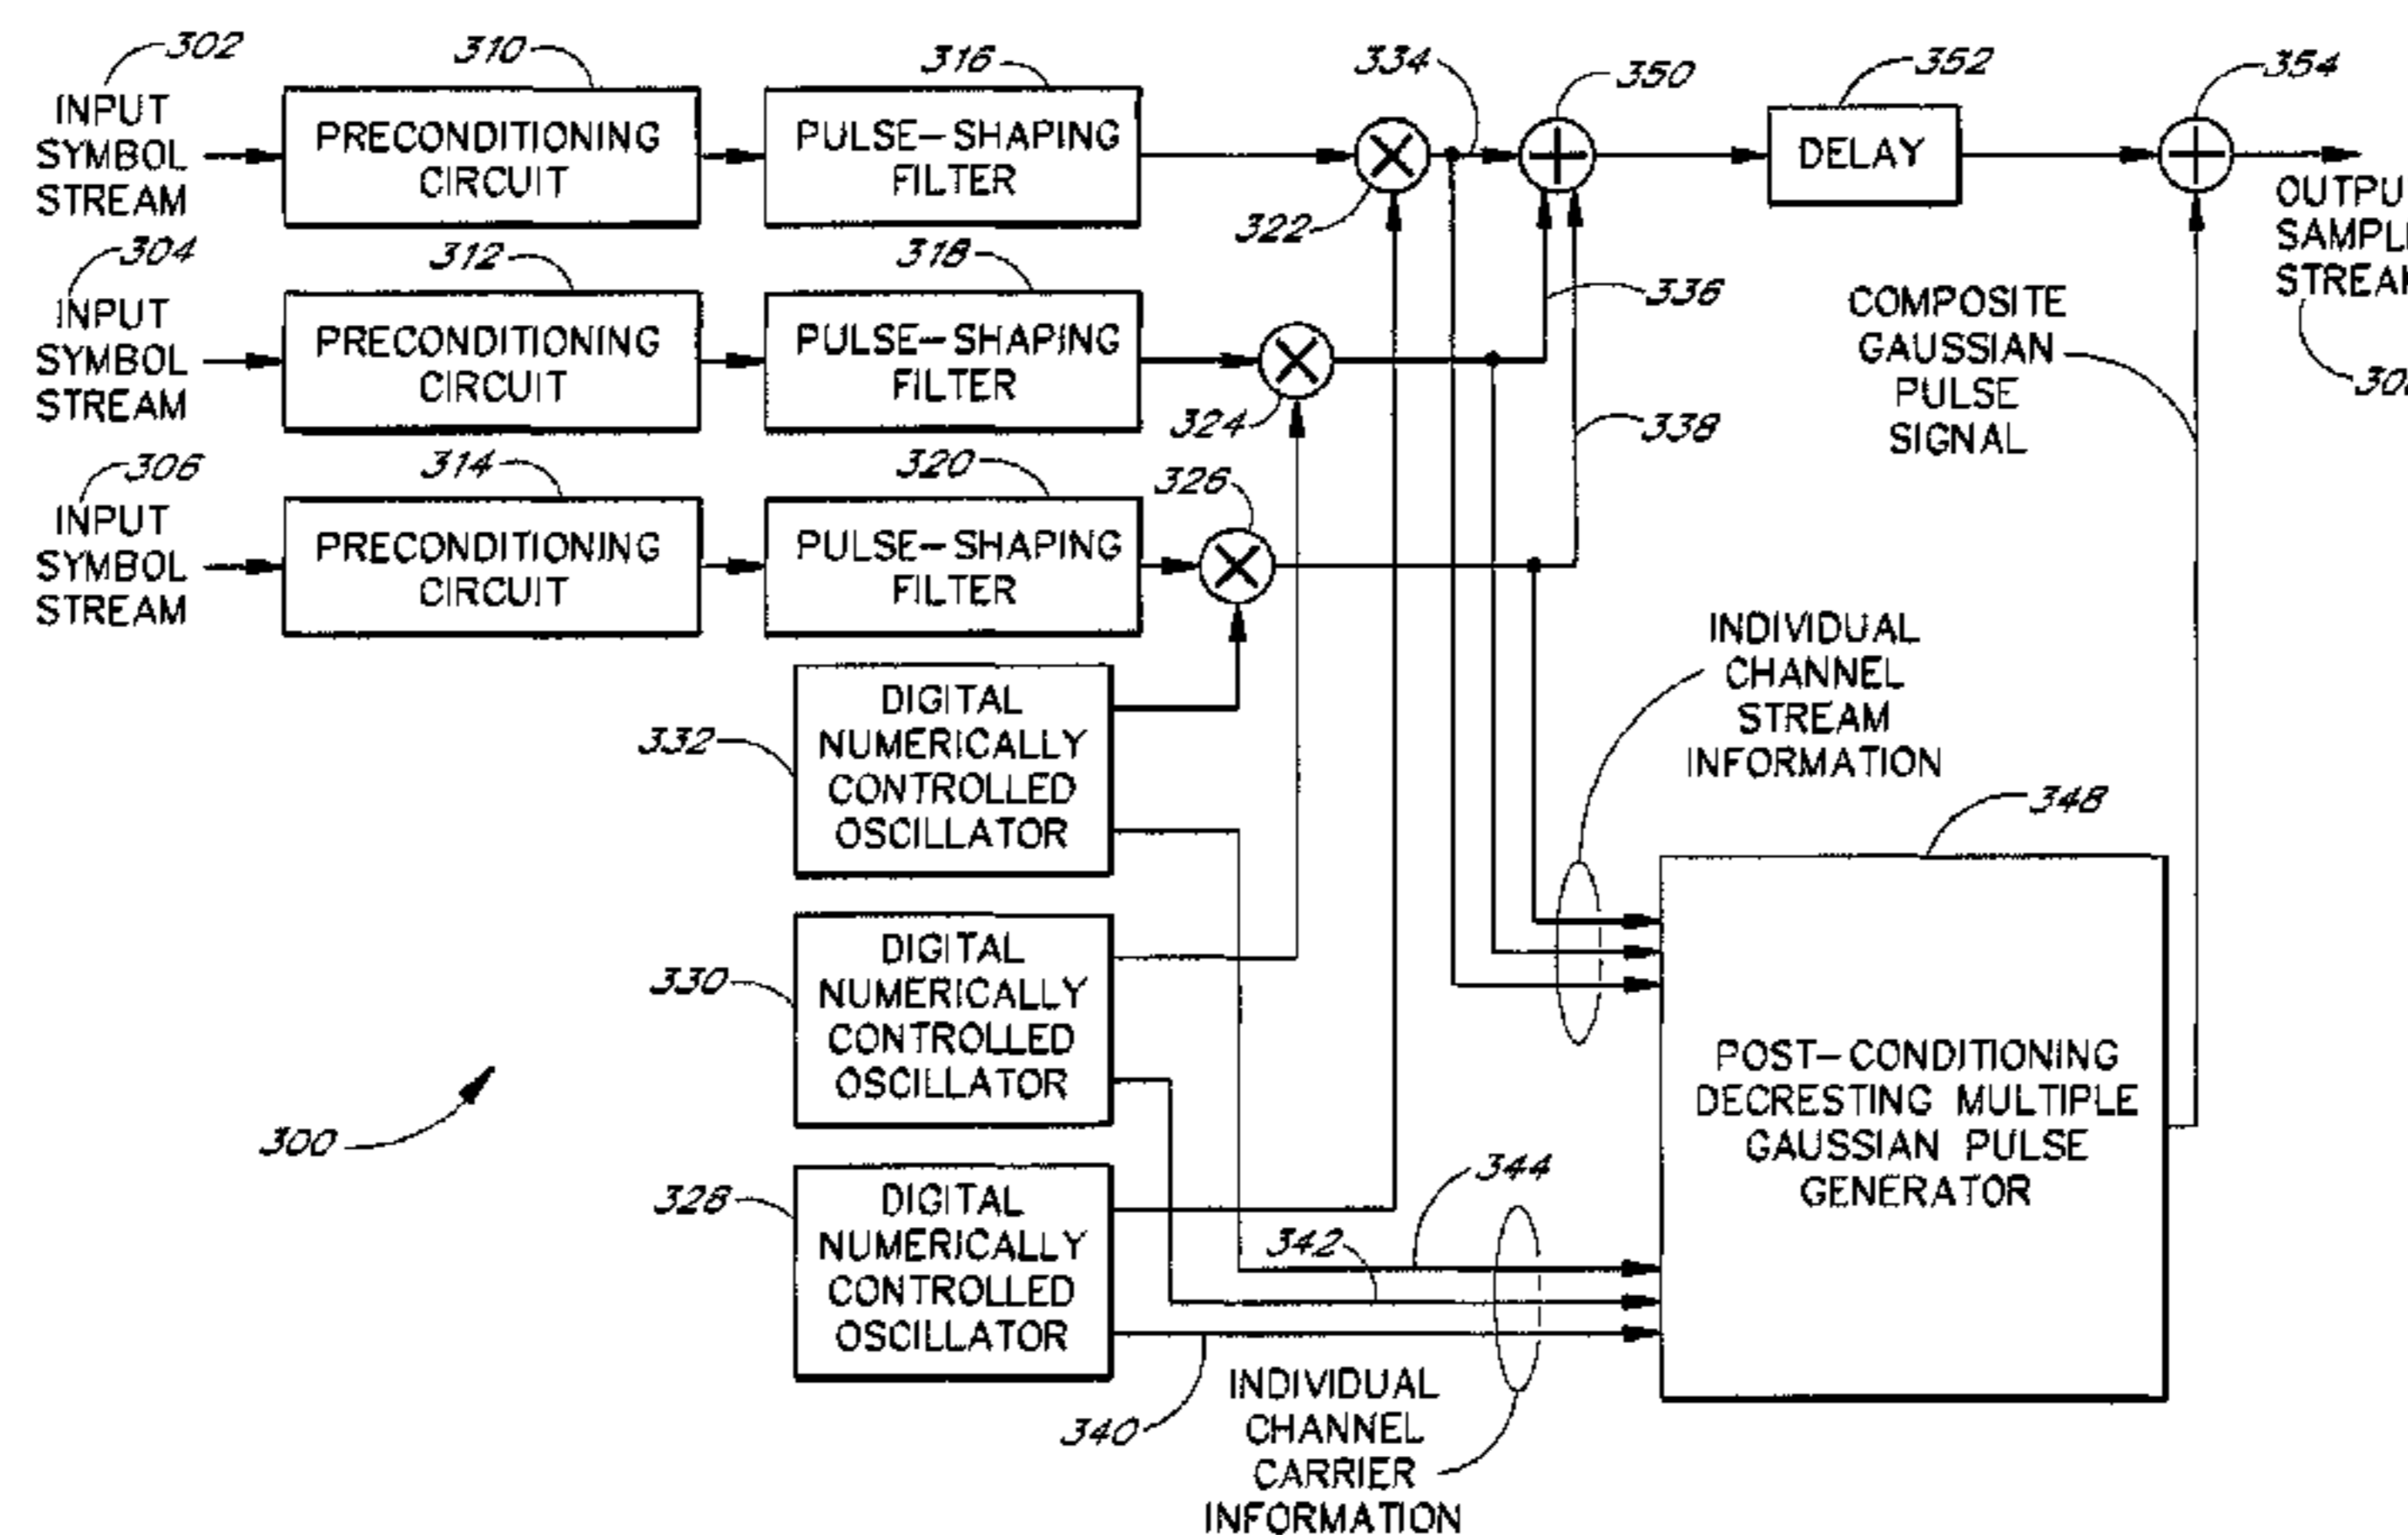 302
INPUT
SYMBOL
STREAM
310
PRECONDITIONING
CIRCUIT
316
PULSE-SHAPING
FILTER
322
334
350
352
DELAY
354
304
INPUT
SYMBOL
STREAM
312
PRECONDITIONING
CIRCUIT
318
PULSE-SHAPING
FILTER
324
336
338
COMPOSITE
GAUSSIAN
PULSE
SIGNAL
306
INPUT
SYMBOL
STREAM
314
PRECONDITIONING
CIRCUIT
320
PULSE-SHAPING
FILTER
326
332
DIGITAL
NUMERICALLY
CONTROLLED
OSCILLATOR
INDIVIDUAL
CHANNEL
STREAM
INFORMATION
348
330
DIGITAL
NUMERICALLY
CONTROLLED
OSCILLATOR
POST-CONDITIONING
DECRESTING MULTIPLE
GAUSSIAN PULSE
GENERATOR
300
328
DIGITAL
NUMERICALLY
CONTROLLED
OSCILLATOR
344
342
340
INDIVIDUAL
CHANNEL
CARRIER
INFORMATION